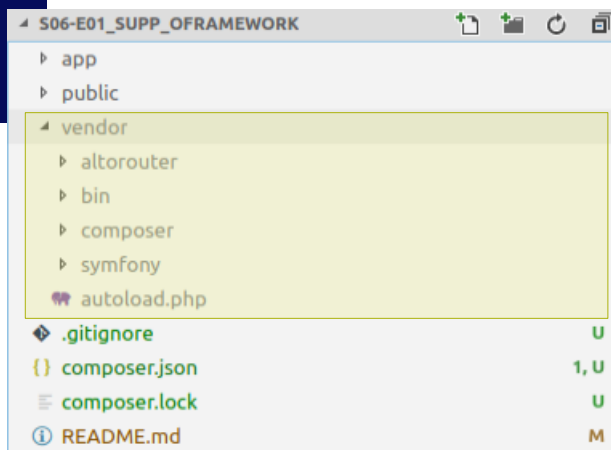 S06-E01_SUPP_OFRAMEWORK
app
public
vendor
altorouter
bin
composer
symfony
autoload.php
.gitignore U
{} composer.json 1, U
composer.lock U
README.md M